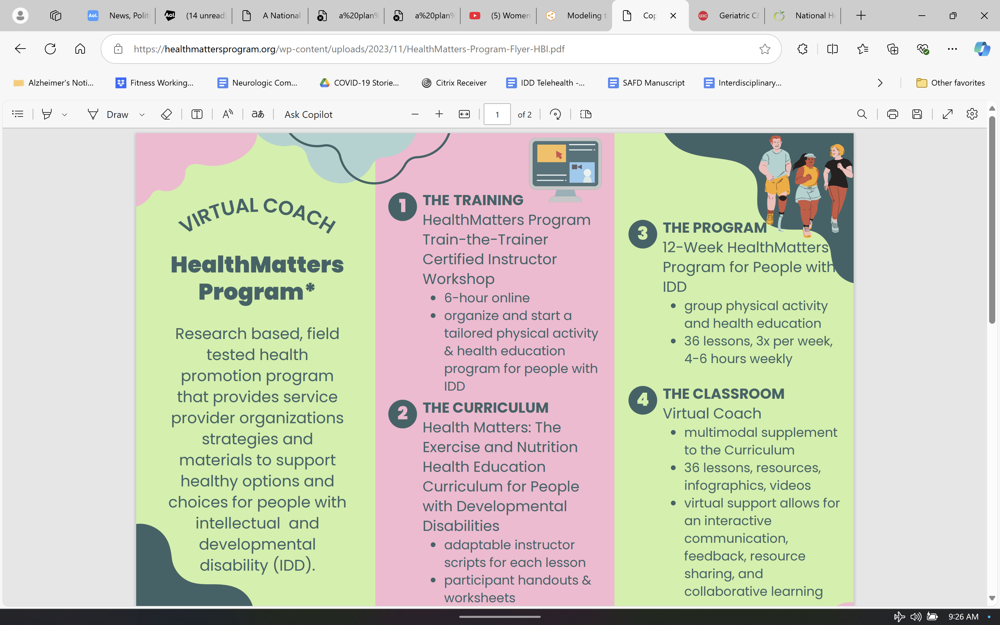 News, Polit
(14 unread)
A National
a%20plan%
a%20plan%
(5) Women
Modeling t
Cop
Geriatric CE
National He
https://healthmattersprogram.org/wp-content/uploads/2023/11/HealthMatters-Program-Flyer-HBI.pdf
Alzheimer's Noti...
Fitness Working...
Neurologic Com...
COVID-19 Storie...
Citrix Receiver
IDD Telehealth -...
SAFD Manuscript
Interdisciplinary...
Other favorites
Draw
Ask Copilot
1 of 2
VIRTUAL COACH
HealthMatters
Program*
Research based, field
tested health
promotion program
that provides service
provider organizations
strategies and
materials to support
healthy options and
choices for people with
intellectual and
developmental
disability (IDD).
1 THE TRAINING
HealthMatters Program
Train-the-Trainer
Certified Instructor
Workshop
• 6-hour online
• organize and start a
tailored physical activity
& health education
program for people with
IDD
2 THE CURRICULUM
Health Matters: The
Exercise and Nutrition
Health Education
Curriculum for People
with Developmental
Disabilities
• adaptable instructor
scripts for each lesson
• participant handouts &
worksheets
3 THE PROGRAM
12-Week HealthMatters
Program for People with
IDD
• group physical activity
and health education
• 36 lessons, 3x per week,
4-6 hours weekly
4 THE CLASSROOM
Virtual Coach
• multimodal supplement
to the Curriculum
• 36 lessons, resources,
infographics, videos
• virtual support allows for
an interactive
communication,
feedback, resource
sharing, and
collaborative learning
9:26 AM